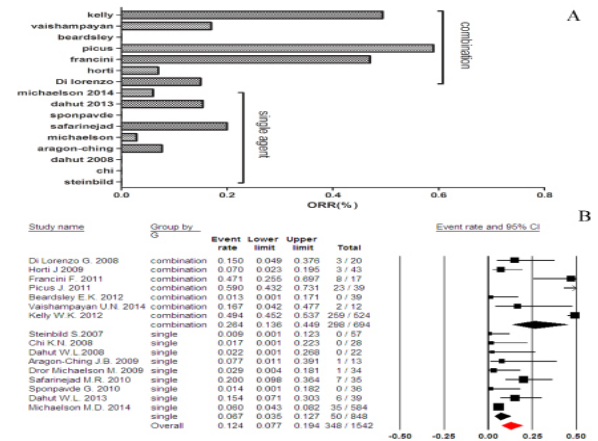 A
kelly
vaishampayan
beardsley
picus
francini
horti
Di lorenzo
michaelson 2014
dahut 2013
sponpavde
safarinejad
michaelson
aragon-ching
dahut 2008
chi
steinbild
combination
single agent
0.0 0.2 0.4 0.6 0.8
ORR(%)
B
Study name Group by G Event rate and 95% CI
Event rate Lower limit Upper limit Total
Di Lorenzo G. 2008 combination 0.150 0.049 0.376 3 / 20
Horti J 2009 combination 0.070 0.023 0.195 3 / 43
Francini F. 2011 combination 0.471 0.255 0.697 8 / 17
Picus J. 2011 combination 0.590 0.432 0.731 23 / 39
Beardsley E.K. 2012 combination 0.013 0.001 0.171 0 / 39
Vaishampayan U.N. 2014 combination 0.167 0.042 0.477 2 / 12
Kelly W.K. 2012 combination 0.494 0.452 0.537 259 / 524
combination 0.264 0.136 0.449 298 / 694
Steinbild S.2007 single 0.009 0.001 0.123 0 / 57
Chi K.N. 2008 single 0.017 0.001 0.223 0 / 28
Dahut W.L.2008 single 0.022 0.001 0.268 0 / 22
Aragon-Ching J.B. 2009 single 0.077 0.011 0.391 1 / 13
Dror Michaelson M. 2009 single 0.029 0.004 0.181 1 / 34
Safarinejad M.R. 2010 single 0.200 0.098 0.364 7 / 35
Sponpavde G. 2010 single 0.014 0.001 0.182 0 / 36
Dahut W.L. 2013 single 0.154 0.071 0.303 6 / 39
Michaelson M.D. 2014 single 0.060 0.043 0.082 35 / 584
single 0.067 0.035 0.127 50 / 848
Overall 0.124 0.077 0.194 348 / 1542
-0.50 -0.25 0.00 0.25 0.50